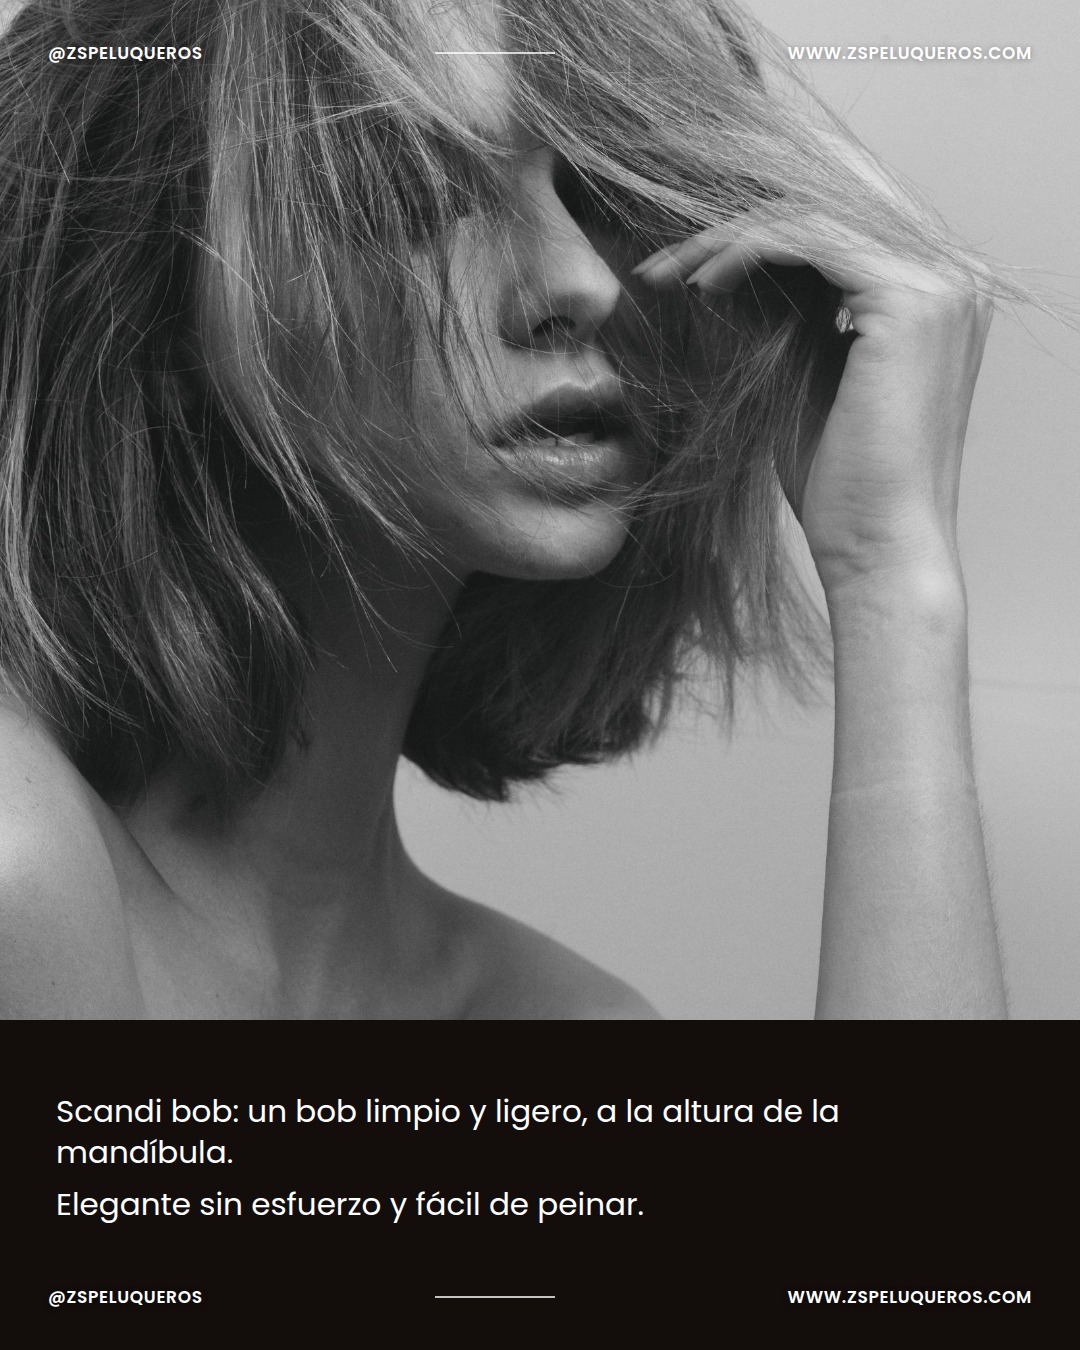 @ZSPELUQUEROS
WWW.ZSPELUQUEROS.COM
Scandi bob: un bob limpio y ligero, a la altura de la
mandíbula.
Elegante sin esfuerzo y fácil de peinar.
@ZSPELUQUEROS
WWW.ZSPELUQUEROS.COM